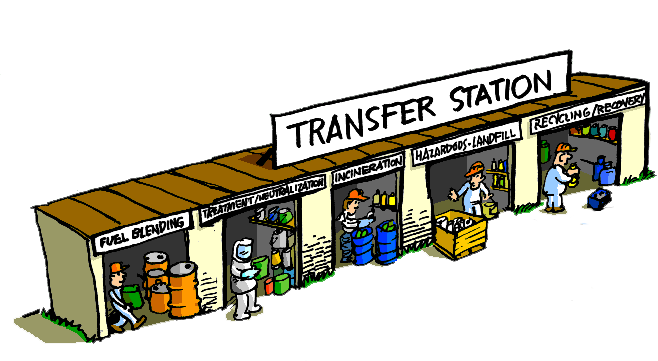 TRANSFER STATION
FUEL BLENDING
TREATMENT/NEUTRALIZATION
INCINERATION
HAZARDOUS-LANDFILL
RECYCLING/RECOVERY